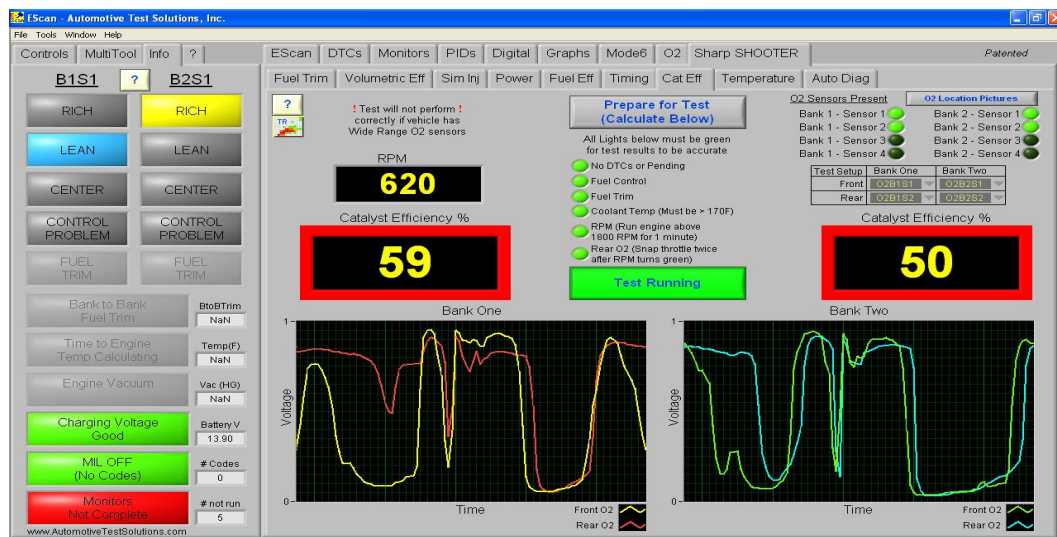 EScan - Automotive Test Solutions, Inc.
File Tools Window Help
Controls MultiTool Info ?
EScan DTCs Monitors PIDs Digital Graphs Mode6 O2 Sharp SHOOTER Patented
B1S1 ? B2S1
Fuel Trim Volumetric Eff Sim Inj Power Fuel Eff Timing Cat Eff Temperature Auto Diag
RICH RICH
LEAN LEAN
CENTER CENTER
CONTROL PROBLEM CONTROL PROBLEM
FUEL TRIM FUEL TRIM
Bank to Bank Fuel Trim
BtoBTrim
NaN
Time to Engine Temp Calculating
Temp(F)
NaN
Engine Vacuum
Vac (HG)
NaN
Charging Voltage Good
Battery V
13.90
MIL OFF (No Codes)
# Codes
0
Monitors Not Complete
# not run
5
www.AutomotiveTestSolutions.com
?
TR
! Test will not perform !
correctly if vehicle has
Wide Range O2 sensors
RPM
620
Catalyst Efficiency %
59
Prepare for Test
(Calculate Below)
All Lights below must be green
for test results to be accurate
No DTCs or Pending
Fuel Control
Fuel Trim
Coolant Temp (Must be > 170F)
RPM (Run engine above
1800 RPM for 1 minute)
Rear O2 (Snap throttle twice
after RPM turns green)
Test Running
O2 Sensors Present O2 Location Pictures
Bank 1 - Sensor 1 Bank 2 - Sensor 1
Bank 1 - Sensor 2 Bank 2 - Sensor 2
Bank 1 - Sensor 3 Bank 2 - Sensor 3
Bank 1 - Sensor 4 Bank 2 - Sensor 4
Test Setup Bank One Bank Two
Front O2B1S1 O2B2S1
Rear O2B1S2 O2B2S2
Catalyst Efficiency %
50
Bank One
1
Voltage
0
Time
Front O2
Rear O2
Bank Two
1
Voltage
0
Time
Front O2
Rear O2